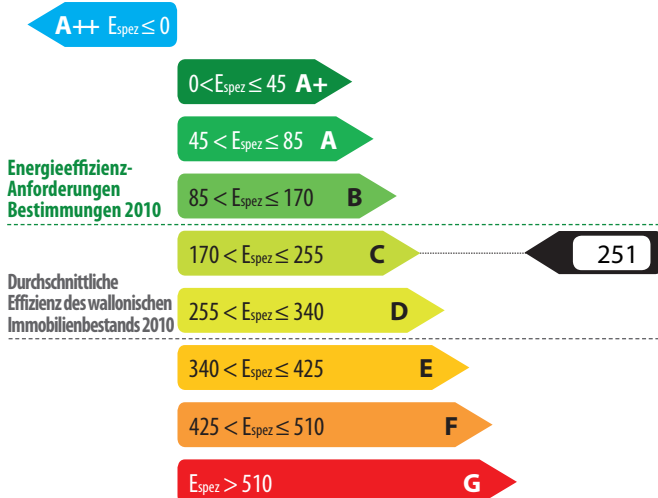 A++ Espez ≤ 0
0<Espez ≤ 45 A+
45 < Espez ≤ 85 A
Energieeffizienz-
Anforderungen
Bestimmungen 2010
85 < Espez ≤ 170 B
170 < Espez ≤ 255 C
251
Durchschnittliche
Effizienz des wallonischen
Immobilienbestands 2010
255 < Espez ≤ 340 D
340 < Espez ≤ 425 E
425 < Espez ≤ 510 F
Espez > 510 G